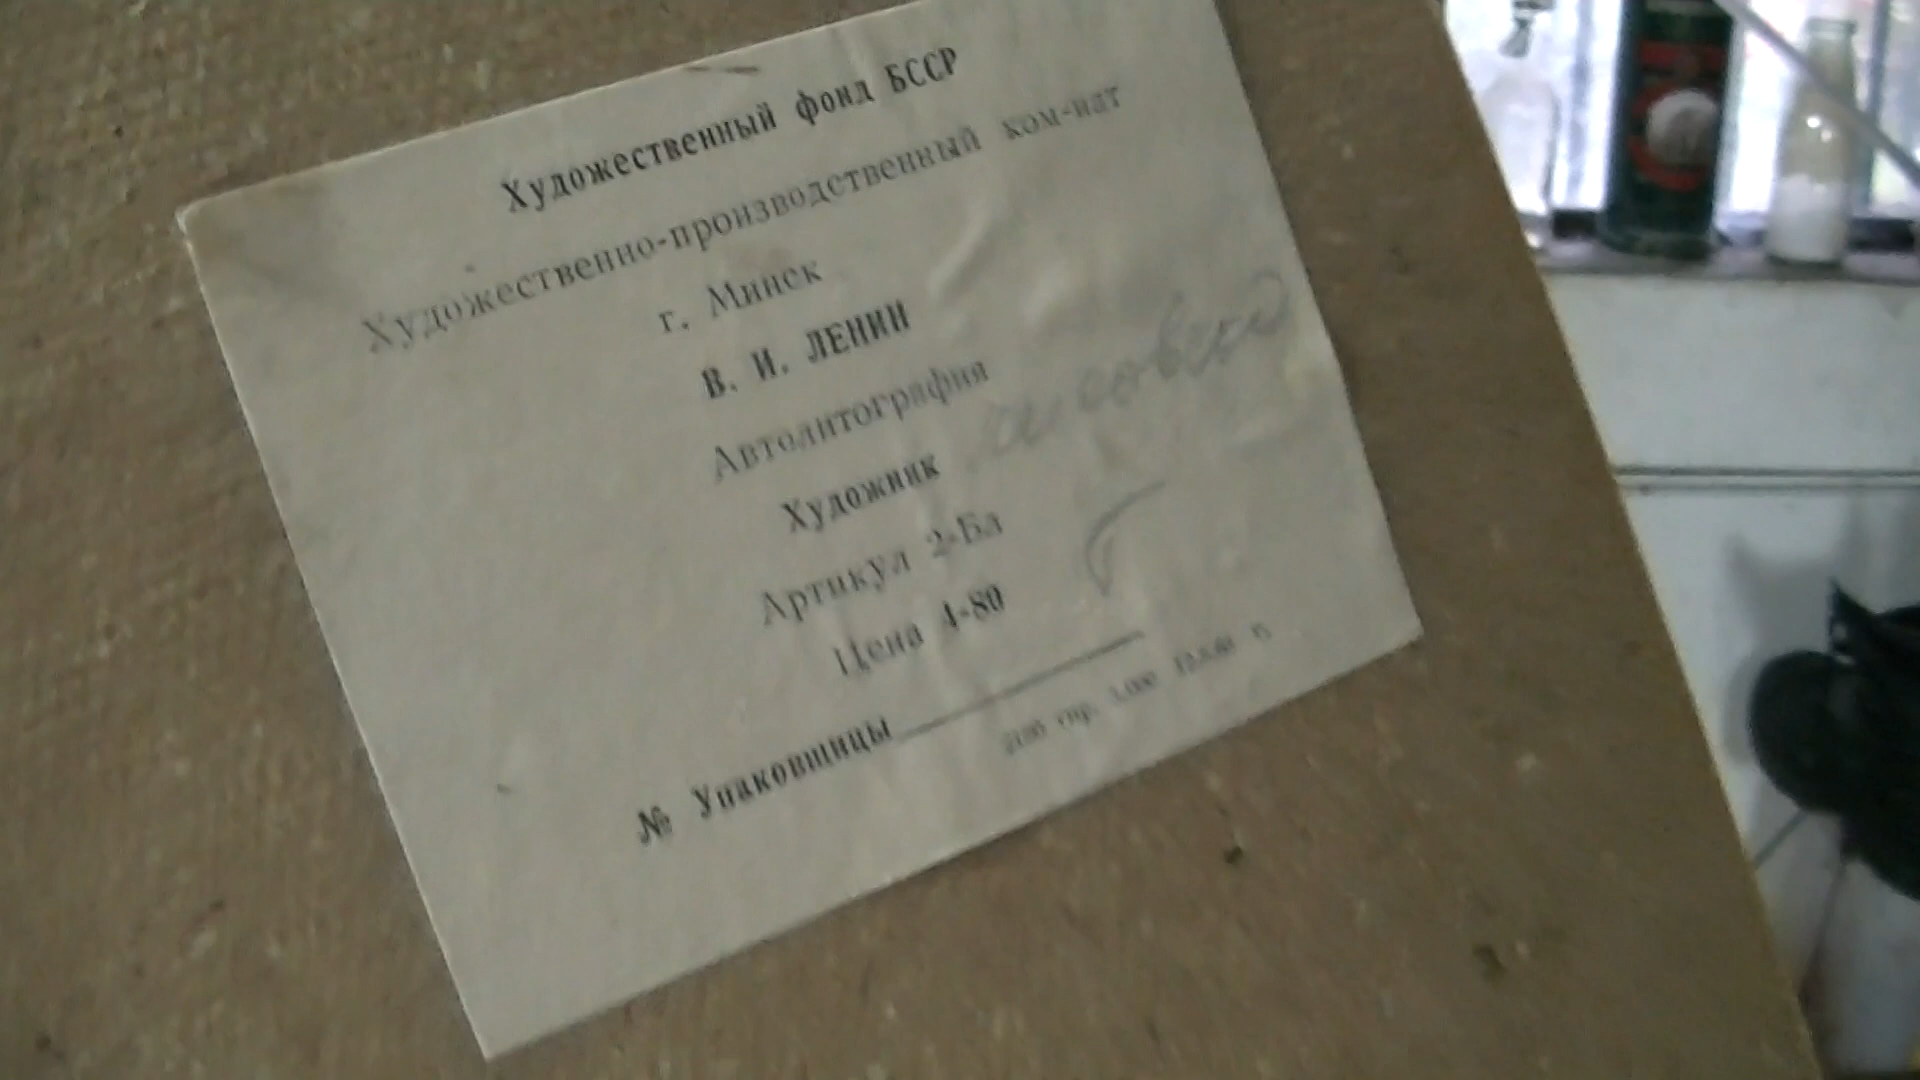 Художественный фонд БССР
Художественно-производственный ком-нат
г. Минск
В. И. ЛЕНИН
Автолитография
Художник
Артикул 2-Бл
Цена 4-80
№ Упаковщицы